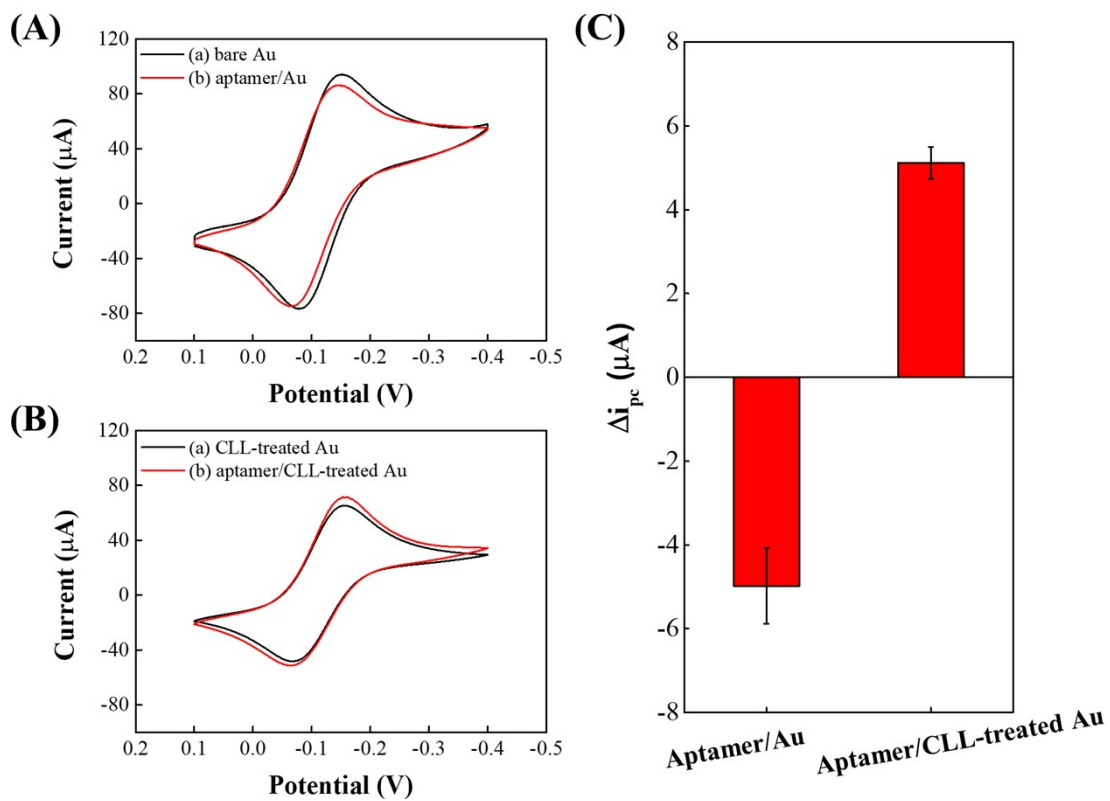 (A)
120
80
40
0
-40
-80
(a) bare Au
(b) aptamer/Au
Current (μA)
0.2 0.1 0.0 -0.1 -0.2 -0.3 -0.4 -0.5
Potential (V)
(B)
120
80
40
0
-40
-80
(a) CLL-treated Au
(b) aptamer/CLL-treated Au
Current (μA)
0.2 0.1 0.0 -0.1 -0.2 -0.3 -0.4 -0.5
Potential (V)
(C)
8
6
4
2
0
-2
-4
-6
-8
Δipc (μA)
Aptamer/Au
Aptamer/CLL-treated Au